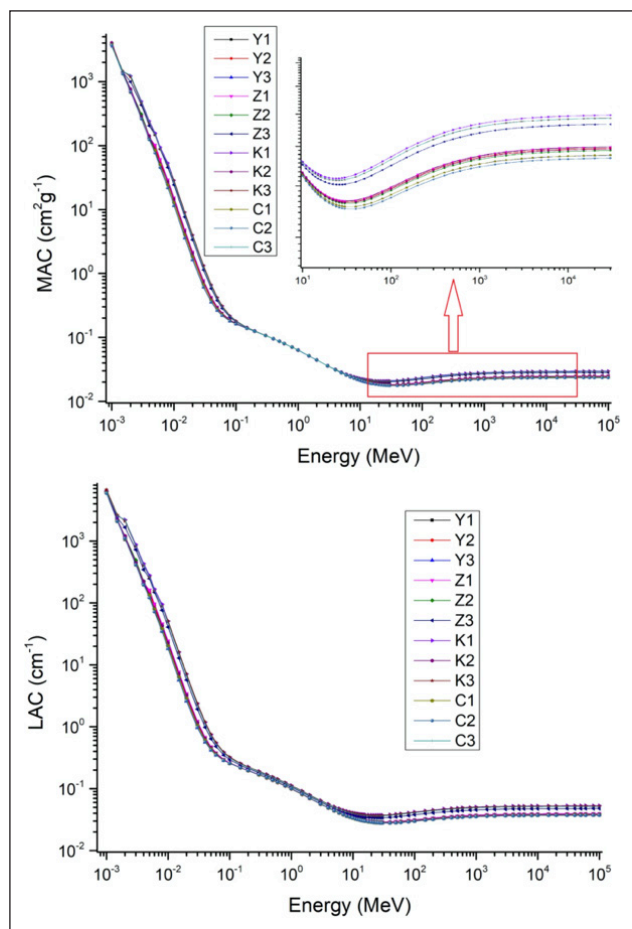 Y1
Y2
Y3
Z1
Z2
Z3
K1
K2
K3
C1
C2
C3
MAC (cm²g⁻¹)
10³
10²
10¹
10⁰
10⁻¹
10⁻²
10¹ 10² 10³ 10⁴
10⁻³ 10⁻² 10⁻¹ 10⁰ 10¹ 10² 10³ 10⁴ 10⁵
Energy (MeV)
Y1
Y2
Y3
Z1
Z2
Z3
K1
K2
K3
C1
C2
C3
LAC (cm⁻¹)
10³
10²
10¹
10⁰
10⁻¹
10⁻²
10⁻³ 10⁻² 10⁻¹ 10⁰ 10¹ 10² 10³ 10⁴ 10⁵
Energy (MeV)